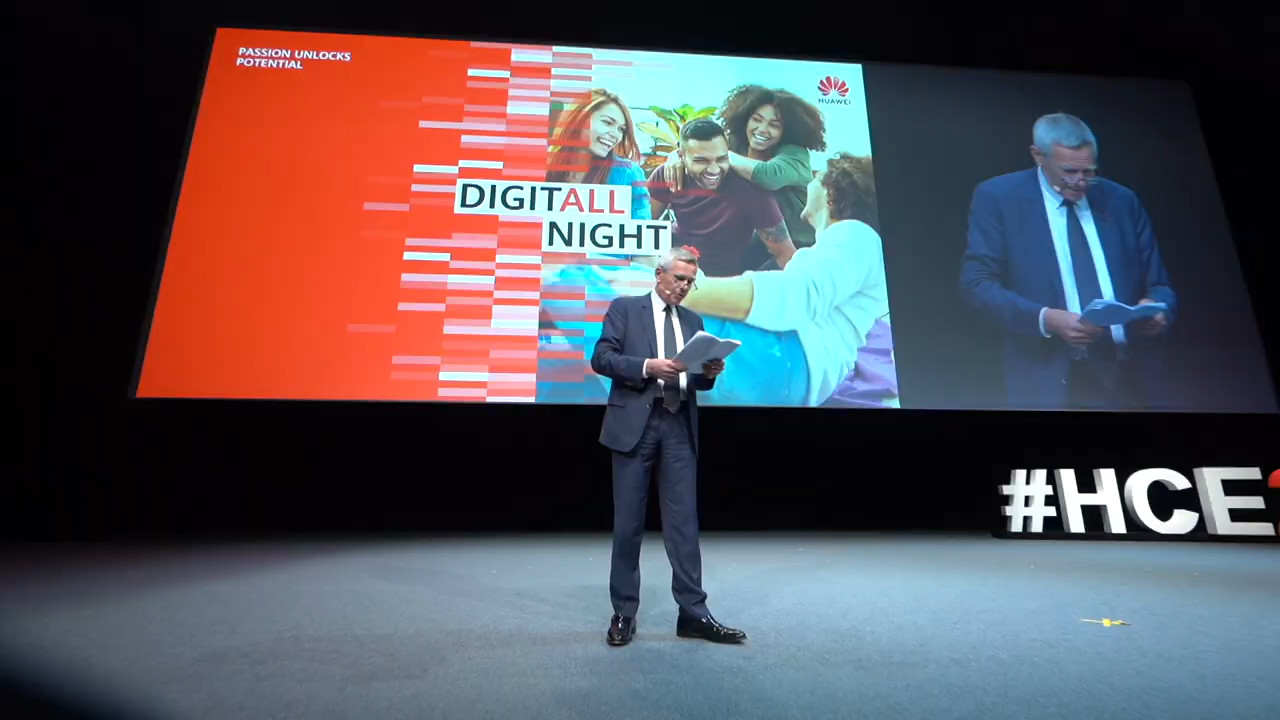 PASSION UNLOCKS
POTENTIAL
HUAWEI
DIGITALL
NIGHT
#HCE